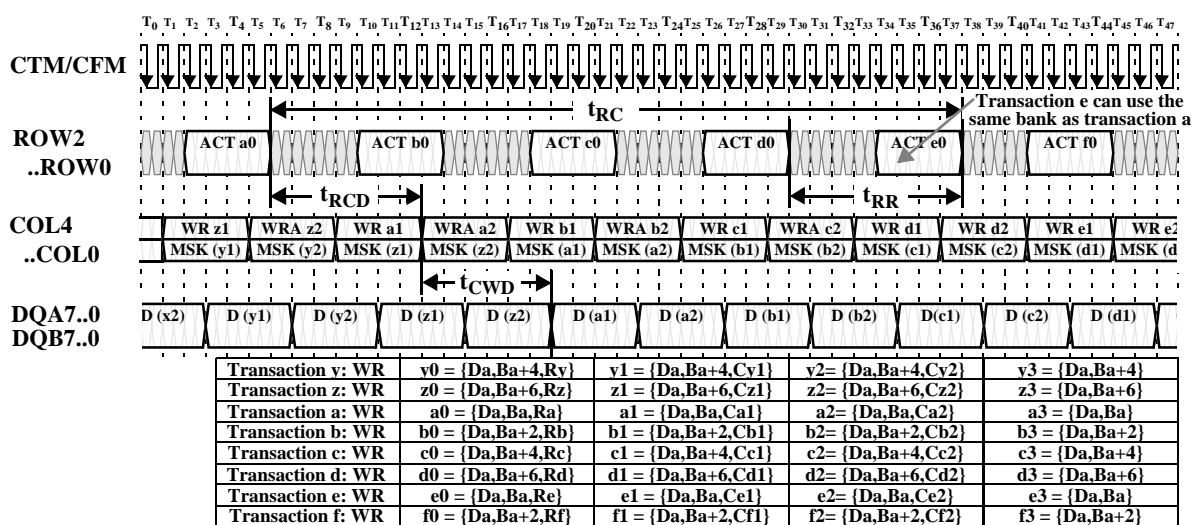 T0 T1 T2 T3 T4 T5 T6 T7 T8 T9 T10 T11 T12 T13 T14 T15 T16 T17 T18 T19 T20 T21 T22 T23 T24 T25 T26 T27 T28 T29 T30 T31 T32 T33 T34 T35 T36 T37 T38 T39 T40 T41 T42 T43 T44 T45 T46 T47
CTM/CFM
tRC
Transaction e can use the
same bank as transaction a
ROW2
..ROW0
ACT a0 ACT b0 ACT c0 ACT d0 ACT e0 ACT f0
tRCD tRR
COL4
..COL0
WR z1 WRA z2 WR a1 WRA a2 WR b1 WRA b2 WR c1 WRA c2 WR d1 WR d2 WR e1 WR e2
MSK (y1) MSK (y2) MSK (z1) MSK (z2) MSK (a1) MSK (a2) MSK (b1) MSK (b2) MSK (c1) MSK (c2) MSK (d1) MSK (d
tCWD
DQA7..0
DQB7..0
D (x2) D (y1) D (y2) D (z1) D (z2) D (a1) D (a2) D (b1) D (b2) D(c1) D (c2) D (d1)
Transaction y: WR y0 = {Da,Ba+4,Ry} y1 = {Da,Ba+4,Cy1} y2= {Da,Ba+4,Cy2} y3 = {Da,Ba+4}
Transaction z: WR z0 = {Da,Ba+6,Rz} z1 = {Da,Ba+6,Cz1} z2= {Da,Ba+6,Cz2} z3 = {Da,Ba+6}
Transaction a: WR a0 = {Da,Ba,Ra} a1 = {Da,Ba,Ca1} a2= {Da,Ba,Ca2} a3 = {Da,Ba}
Transaction b: WR b0 = {Da,Ba+2,Rb} b1 = {Da,Ba+2,Cb1} b2= {Da,Ba+2,Cb2} b3 = {Da,Ba+2}
Transaction c: WR c0 = {Da,Ba+4,Rc} c1 = {Da,Ba+4,Cc1} c2= {Da,Ba+4,Cc2} c3 = {Da,Ba+4}
Transaction d: WR d0 = {Da,Ba+6,Rd} d1 = {Da,Ba+6,Cd1} d2= {Da,Ba+6,Cd2} d3 = {Da,Ba+6}
Transaction e: WR e0 = {Da,Ba,Re} e1 = {Da,Ba,Ce1} e2= {Da,Ba,Ce2} e3 = {Da,Ba}
Transaction f: WR f0 = {Da,Ba+2,Rf} f1 = {Da,Ba+2,Cf1} f2= {Da,Ba+2,Cf2} f3 = {Da,Ba+2}